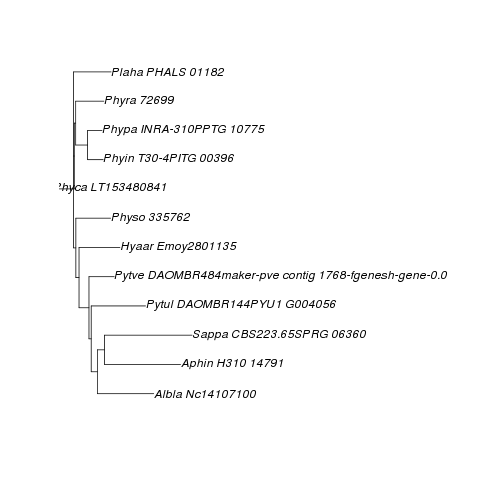 Plaha PHALS 01182
Phyra 72699
Phypa INRA-310PPTG 10775
Phyin T30-4PITG 00396
Phyca LT153480841
Physo 335762
Hyaar Emoy2801135
Pytve DAOMBR484maker-pve contig 1768-fgenesh-gene-0.0
Pytul DAOMBR144PYU1 G004056
Sappa CBS223.65SPRG 06360
Aphin H310 14791
Albla Nc14107100